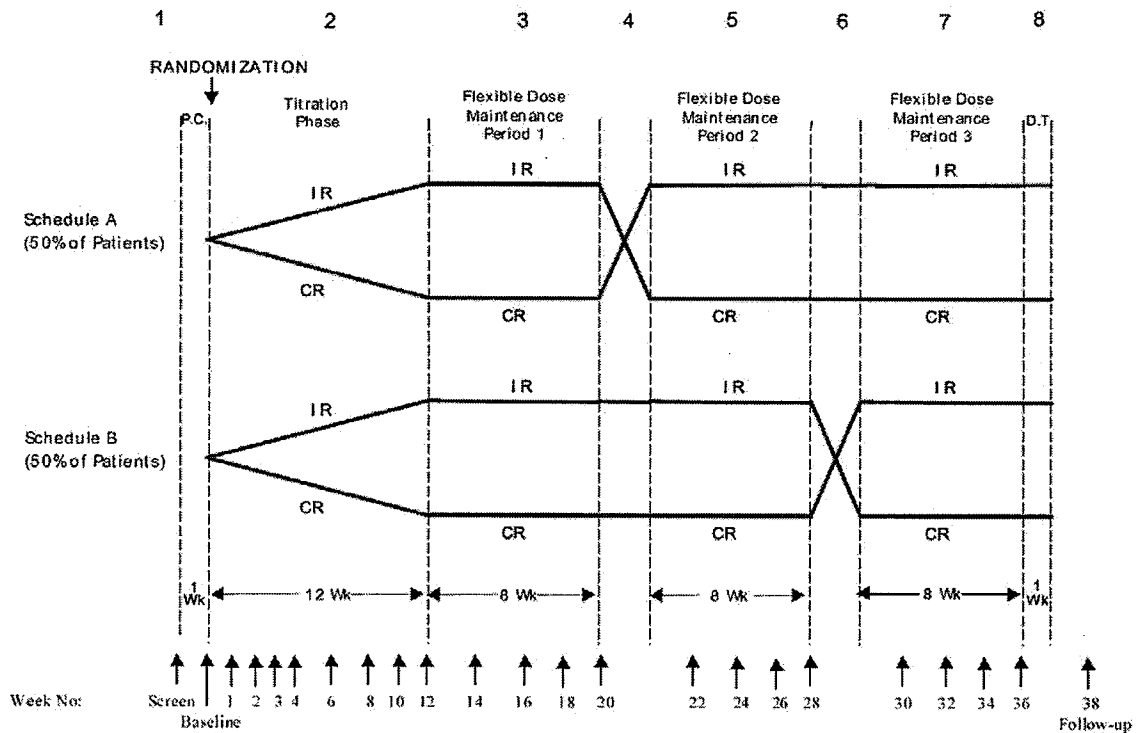 1 2 3 4 5 6 7 8
RANDOMIZATION
P.C.
Titration
Phase
Flexible Dose
Maintenance
Period 1
Flexible Dose
Maintenance
Period 2
Flexible Dose
Maintenance
Period 3
D.T
IR IR IR IR
Schedule A
(50% of Patients)
CR CR CR CR
IR IR IR IR
Schedule B
(50% of Patients)
CR CR CR CR
1
Wk
12 Wk 8 Wk 8 Wk 8 Wk
1
Wk
Week No: Screen 1 2 3 4 6 8 10 12 14 16 18 20 22 24 26 28 30 32 34 36 38
Baseline Follow-up